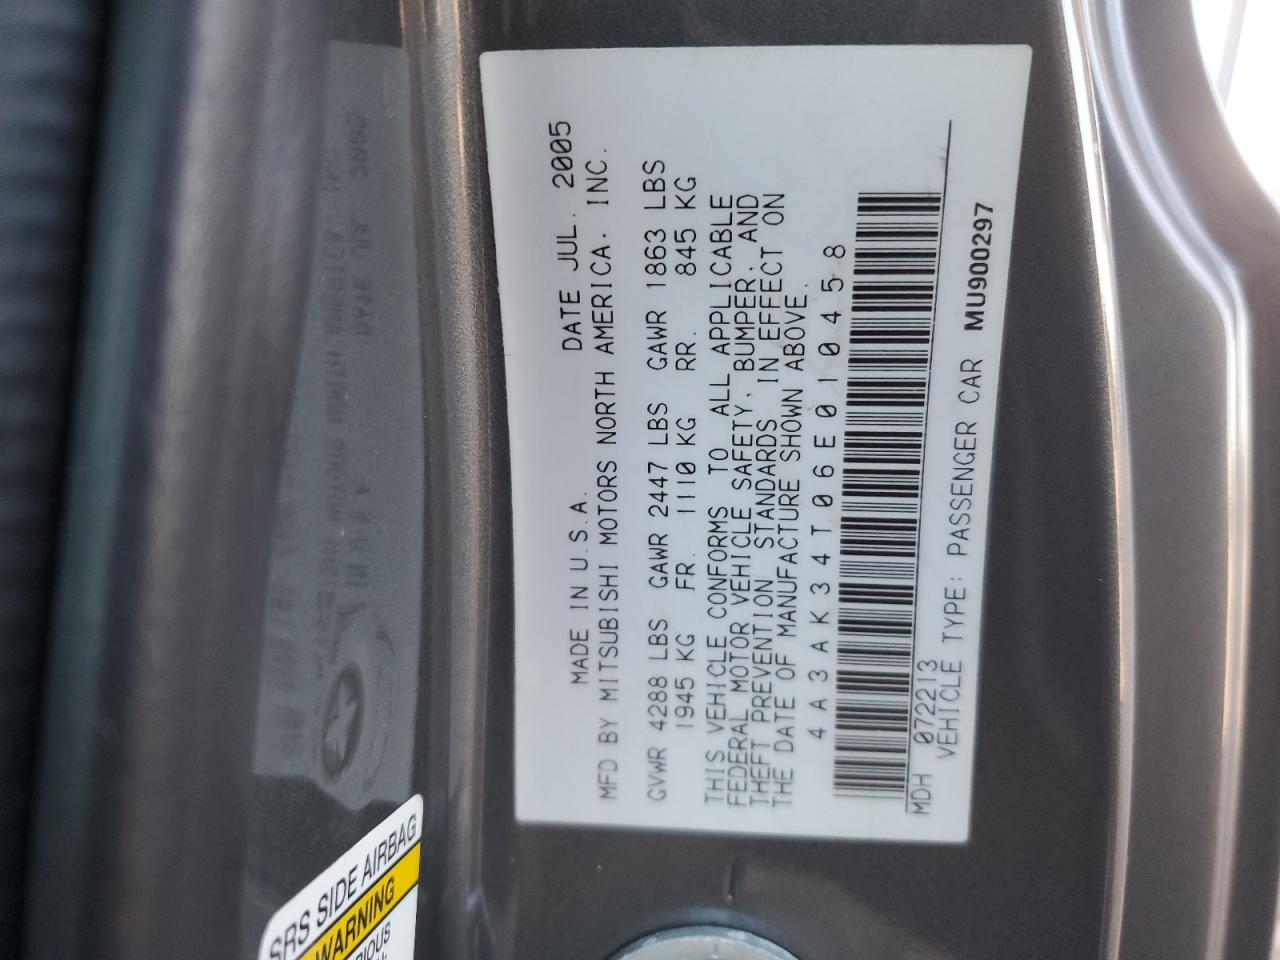 MADE IN U.S.A. DATE JUL. 2005
MFD BY MITSUBISHI MOTORS NORTH AMERICA. INC.
GVWR 4288 LBS GAWR 2447 LBS GAWR 1863 LBS
1945 KG FR. 1110 KG RR. 845 KG
THIS VEHICLE CONFORMS TO ALL APPLICABLE
FEDERAL MOTOR VEHICLE SAFETY, BUMPER, AND
THEFT PREVENTION STANDARDS IN EFFECT ON
THE DATE OF MANUFACTURE SHOWN ABOVE.
4A3AK34T06E010458
MDH 072213
VEHICLE TYPE: PASSENGER CAR MU900297
SRS SIDE AIRBAG
WARNING